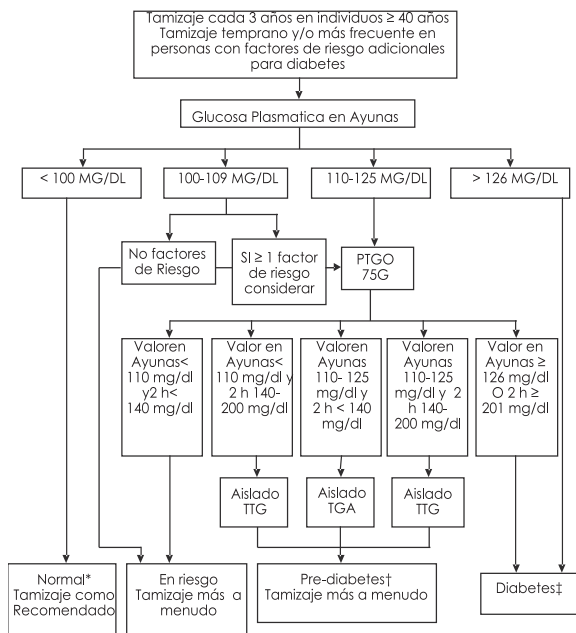 Tamizaje cada 3 años en individuos ≥ 40 años
Tamizaje temprano y/o más frecuente en
personas con factores de riesgo adicionales
para diabetes
Glucosa Plasmatica en Ayunas
< 100 MG/DL
100-109 MG/DL
110-125 MG/DL
> 126 MG/DL
No factores
de Riesgo
SI ≥ 1 factor
de riesgo
considerar
PTGO
75G
Valoren
Ayunas<
110 mg/dl
y2 h<
140 mg/dl
Valor en
Ayunas<
110 mg/dl y
2 h 140-
200 mg/dl
Valoren
Ayunas
110- 125
mg/dl y
2 h < 140
mg/dl
Valoren
Ayunas
110-125
mg/dl y 2
h 140-
200 mg/dl
Valor en
Ayunas ≥
126 mg/dl
O 2 h ≥
201 mg/dl
Aislado
TTG
Aislado
TGA
Aislado
TTG
Normal*
Tamizaje como
Recomendado
En riesgo
Tamizaje más a
menudo
Pre-diabetes†
Tamizaje más a menudo
Diabetes‡